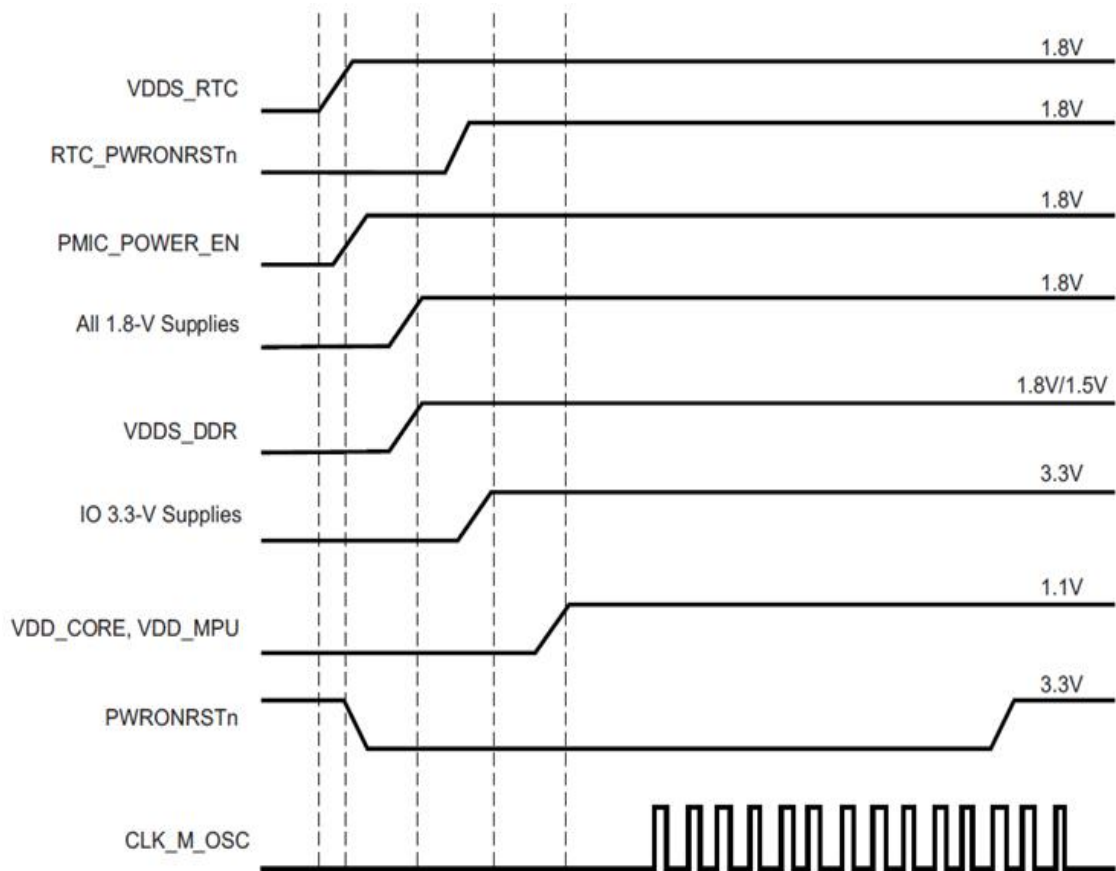 1.8V
VDDS_RTC
1.8V
RTC_PWRONRSTn
1.8V
PMIC_POWER_EN
1.8V
All 1.8-V Supplies
1.8V/1.5V
VDDS_DDR
3.3V
IO 3.3-V Supplies
1.1V
VDD_CORE, VDD_MPU
3.3V
PWRONRSTn
CLK_M_OSC